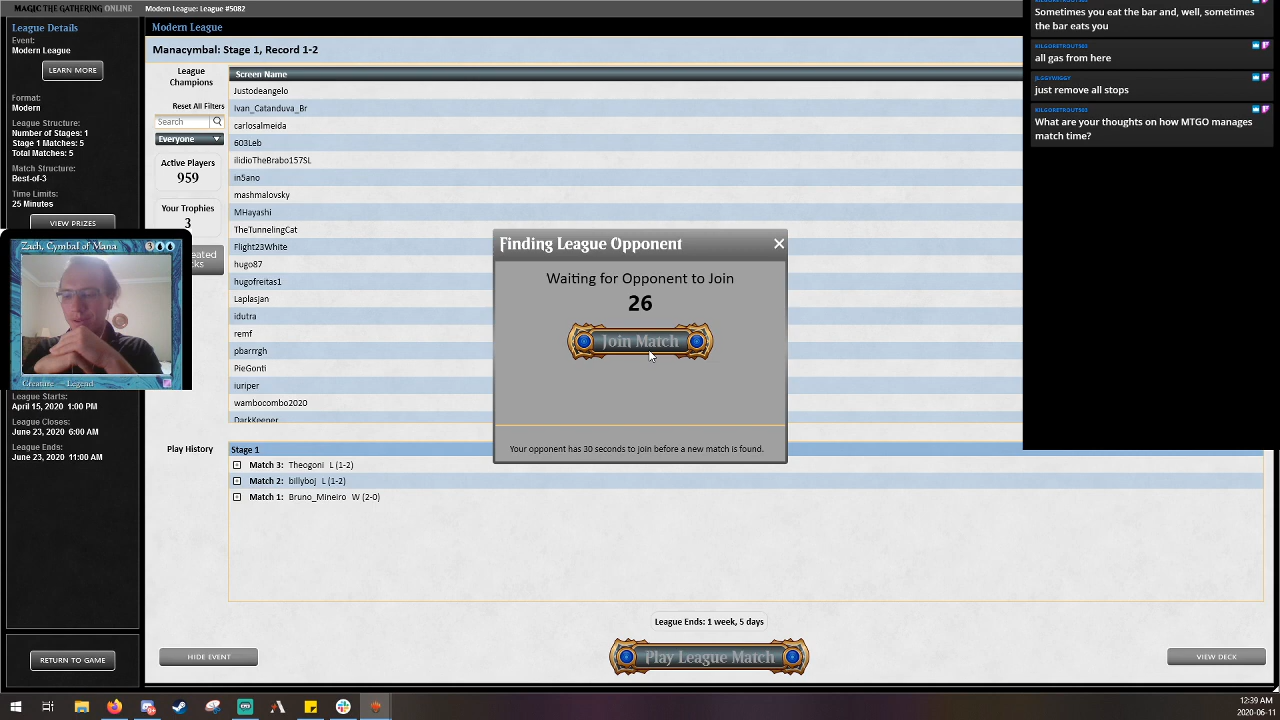 MAGIC THE GATHERING ONLINE
Modern League: League #5082
League Details
Event:
Modern League
LEARN MORE
Format:
Modern
League Structure:
Number of Stages: 1
Stage 1 Matches: 5
Total Matches: 5
Match Structure:
Best-of-3
Time Limits:
25 Minutes
VIEW PRIZES
Zach, Cymbal of Mana 3
Creature — Legend
League Starts:
April 15, 2020 1:00 PM
League Closes:
June 23, 2020 6:00 AM
League Ends:
June 23, 2020 11:00 AM
RETURN TO GAME
Modern League
Manacymbal: Stage 1, Record 1-2
League
Champions
Reset All Filters
Search
Everyone
Active Players
959
Your Trophies
3
Screen Name
Justodeangelo
Ivan_Catanduva_Br
carlosalmeida
603Leb
ilidioTheBrabo157SL
in5ano
mashmalovsky
MHayashi
TheTunnelingCat
Flight23White
hugo87
hugofreitas1
Laplasjan
idutra
remf
pbarrrgh
PieGonti
iuriper
wambocombo2020
DarkKeeper
Finding League Opponent
Waiting for Opponent to Join
26
Join Match
Your opponent has 30 seconds to join before a new match is found.
Play History
Stage 1
Match 3: Theogoni L (1-2)
Match 2: billyboj L (1-2)
Match 1: Bruno_Mineiro W (2-0)
League Ends: 1 week, 5 days
HIDE EVENT
Play League Match
VIEW DECK
Sometimes you eat the bar and, well, sometimes
the bar eats you
KILGORETROUT503
all gas from here
JIGGYWIGGY
just remove all stops
KILGORETROUT503
What are your thoughts on how MTGO manages
match time?
12:39 AM
2020-06-11